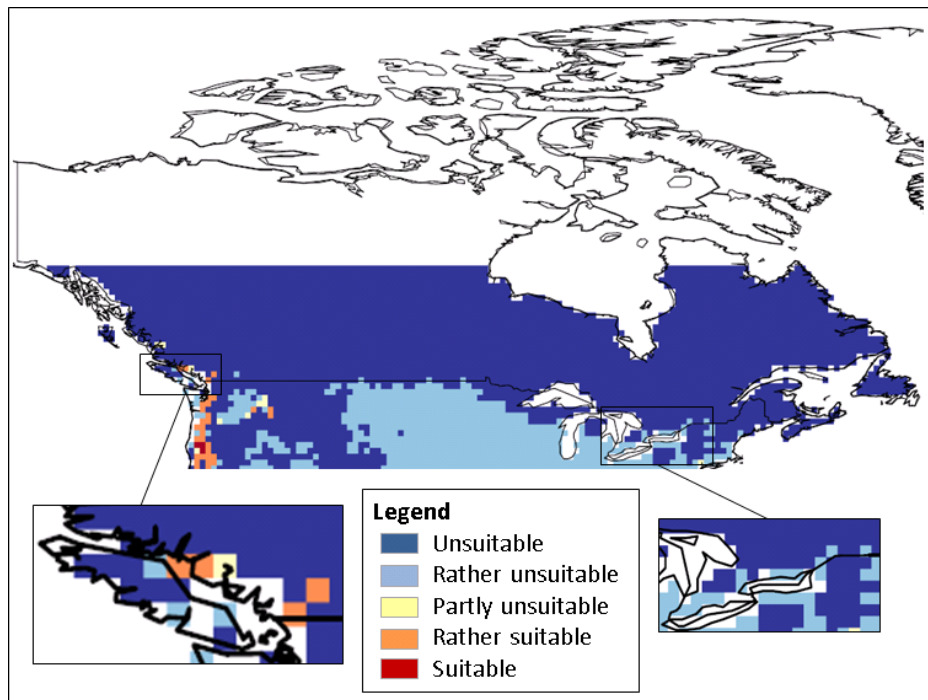 Legend
Unsuitable
Rather unsuitable
Partly unsuitable
Rather suitable
Suitable